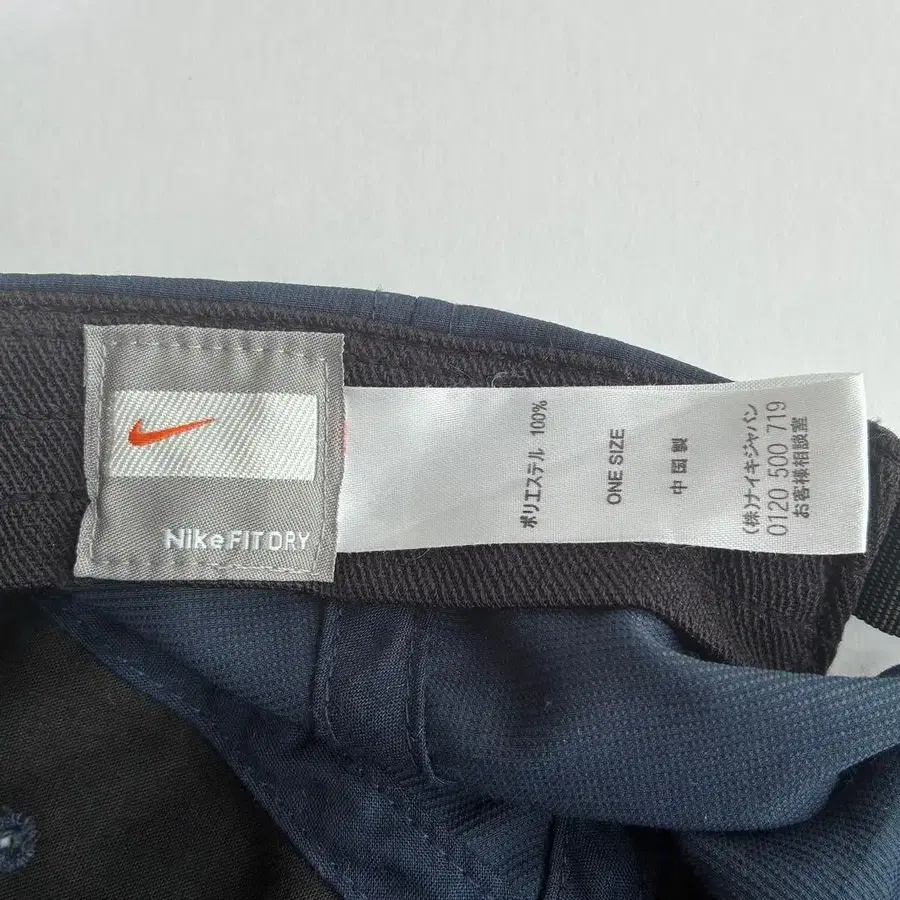 Nike FIT DRY
ポリエステル 100%
ONE SIZE
中国製
(株)ナイキジャパン
0120 500 719
お客様相談室